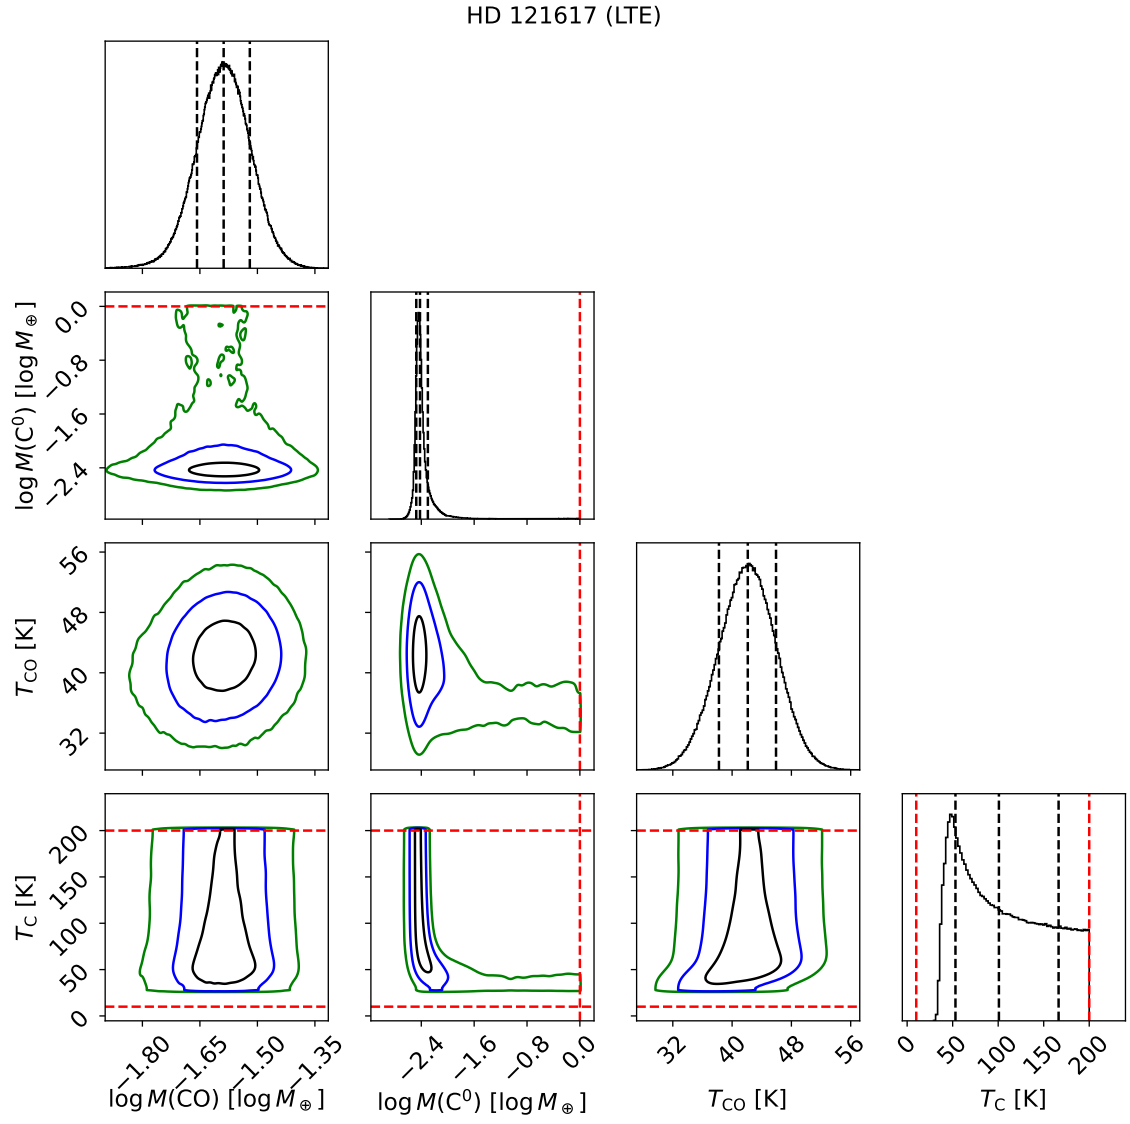 HD 121617 (LTE)
log M(C⁰) [log M⊕]
0.0
−0.8
−1.6
−2.4
T_CO [K]
56
48
40
32
T_C [K]
200
150
100
50
0
−1.80 −1.65 −1.50 −1.35
log M(CO) [log M⊕]
−2.4 −1.6 −0.8 0.0
log M(C⁰) [log M⊕]
32 40 48 56
T_CO [K]
0 50 100 150 200
T_C [K]